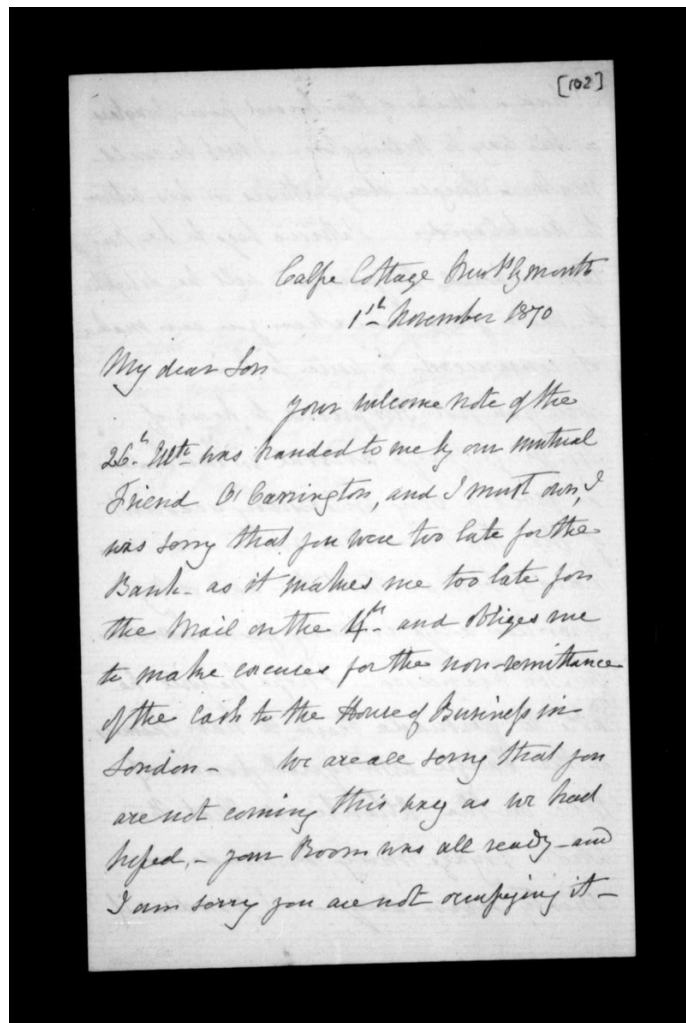 [102]
Calpe Cottage New Plymouth
1st November 1870
My dear Son
your welcome note of the
26th Ulto. was handed to me by our mutual
Friend O'Carrington, and I must own, I
was sorry that you were too late for the
Bank - as it makes me too late for
the Mail on the 4th - and obliges me
to make excuses for the non-remittance
of the cash to the House of Business in
London - We are all sorry that you
are not coming this way as we had
hoped, - your Room was all ready - and
I am sorry you are not occupying it -